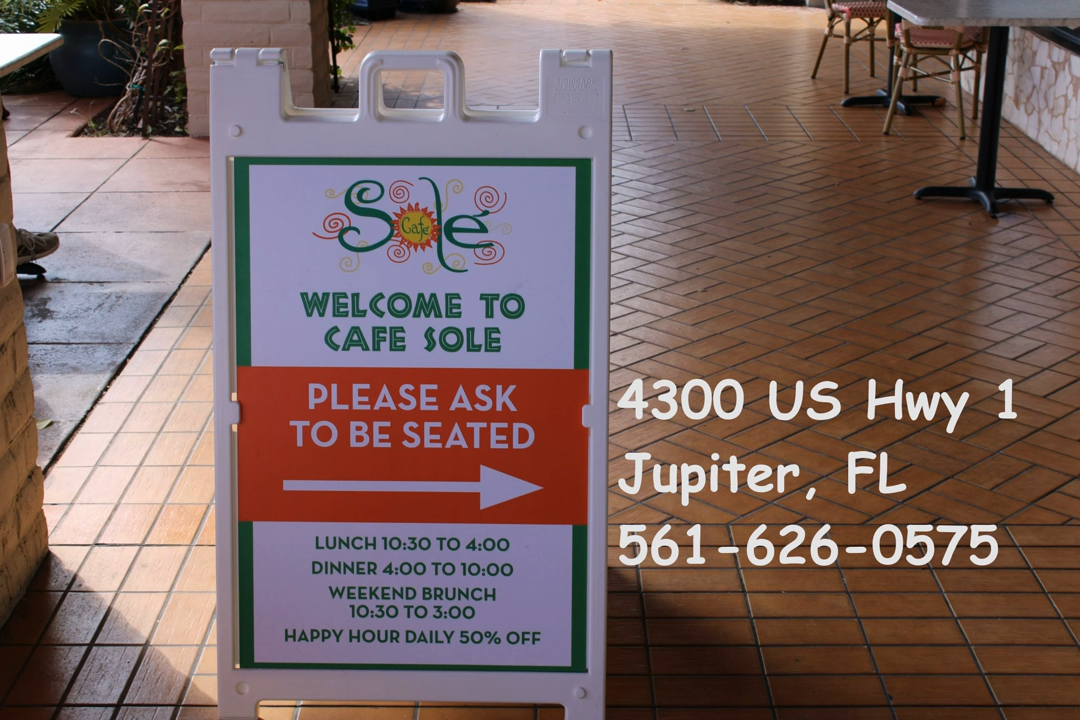 Solé
Cafe
WELCOME TO
CAFE SOLE
PLEASE ASK
TO BE SEATED
LUNCH 10:30 TO 4:00
DINNER 4:00 TO 10:00
WEEKEND BRUNCH
10:30 TO 3:00
HAPPY HOUR DAILY 50% OFF
4300 US Hwy 1
Jupiter, FL
561-626-0575